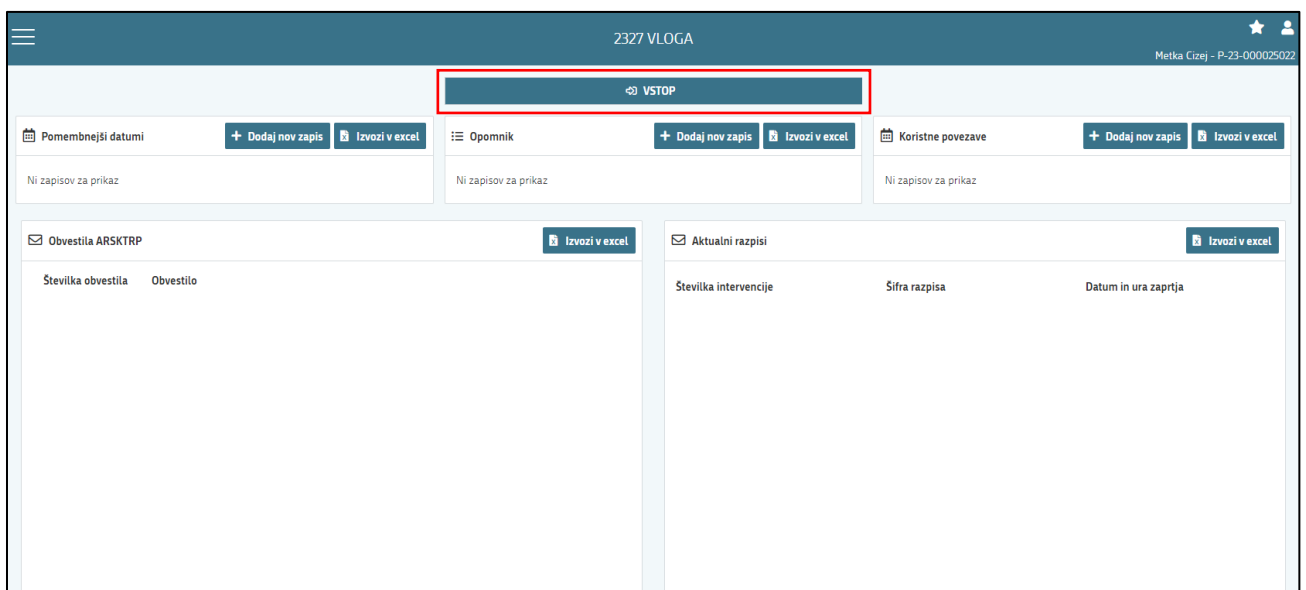 2327 VLOGA
Metka Cizej - P-23-000025022
VSTOP
Pomembnejši datumi
Dodaj nov zapis
Izvozi v excel
Ni zapisov za prikaz
Opomnik
Dodaj nov zapis
Izvozi v excel
Ni zapisov za prikaz
Koristne povezave
Dodaj nov zapis
Izvozi v excel
Ni zapisov za prikaz
Obvestila ARSKTRP
Izvozi v excel
Številka obvestila
Obvestilo
Aktualni razpisi
Izvozi v excel
Številka intervencije
Šifra razpisa
Datum in ura zaprtja